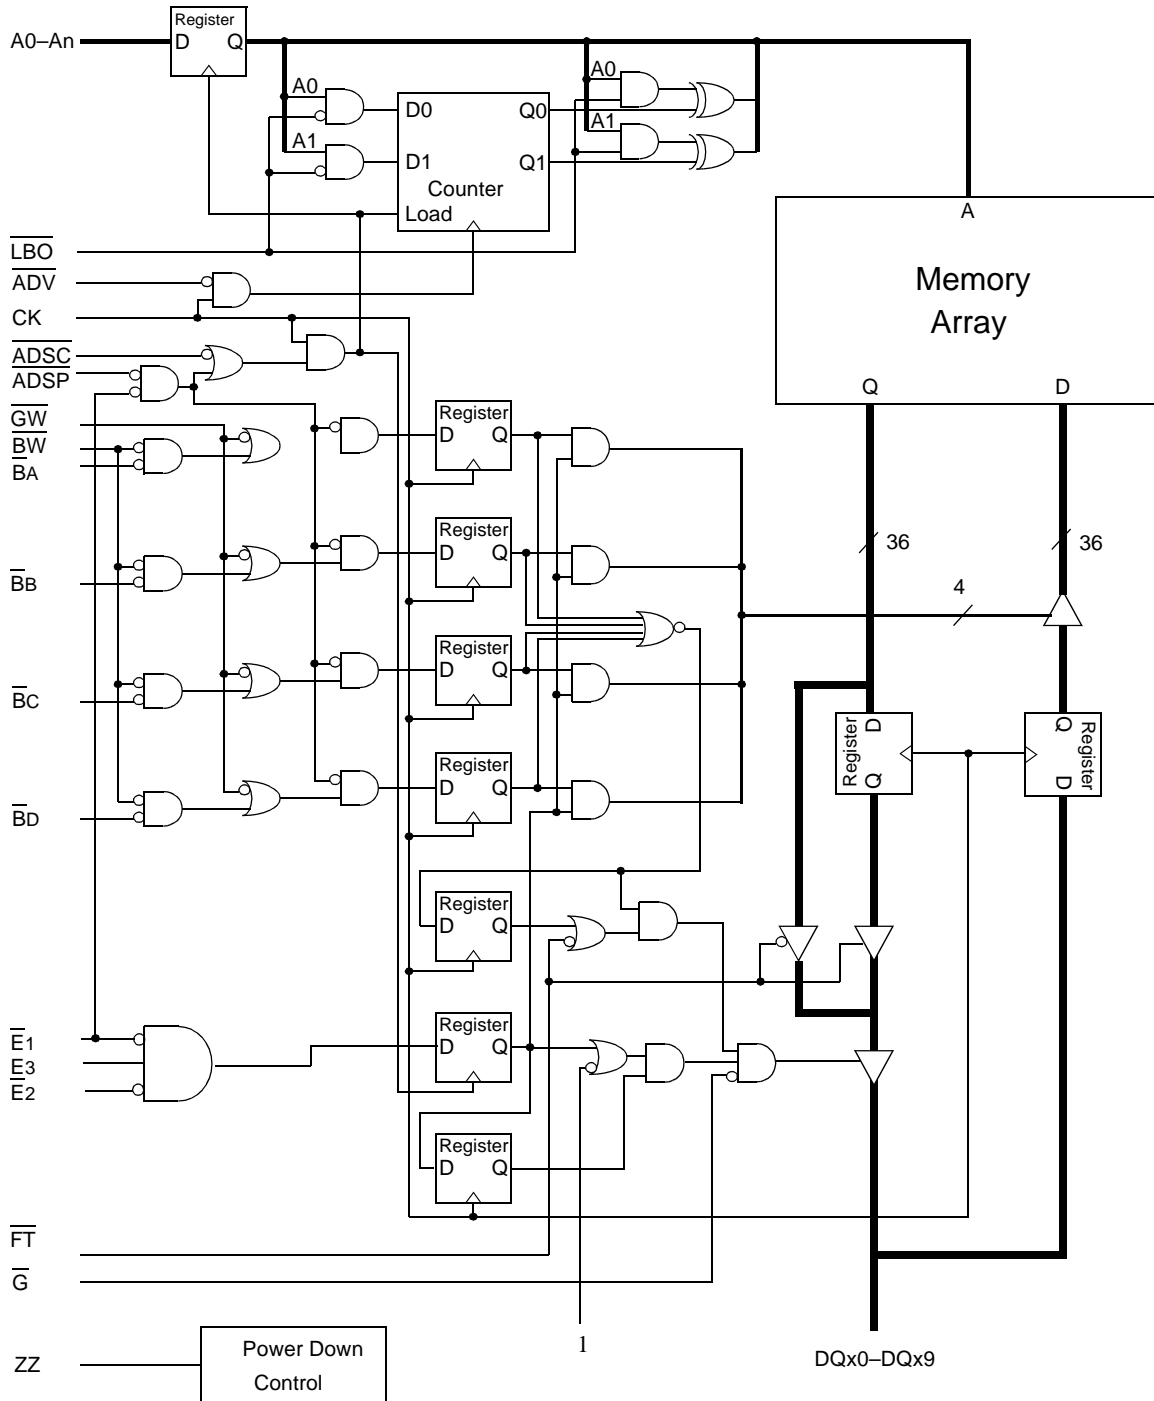 Register
A0–An
D Q
A0
A0
D0
Q0
A1
A1
D1
Q1
Counter
Load
A
LBO
ADV
Memory
Array
CK
ADSC
ADSP
Q
D
GW
BW
BA
Register
D Q
Register
D Q
36
36
BB
4
Register
D Q
BC
Register
D
Q
Q
Register
D
Register
D Q
BD
Register
D Q
Register
D Q
E1
E3
E2
Register
D Q
FT
G
1
ZZ
Power Down
Control
DQx0–DQx9